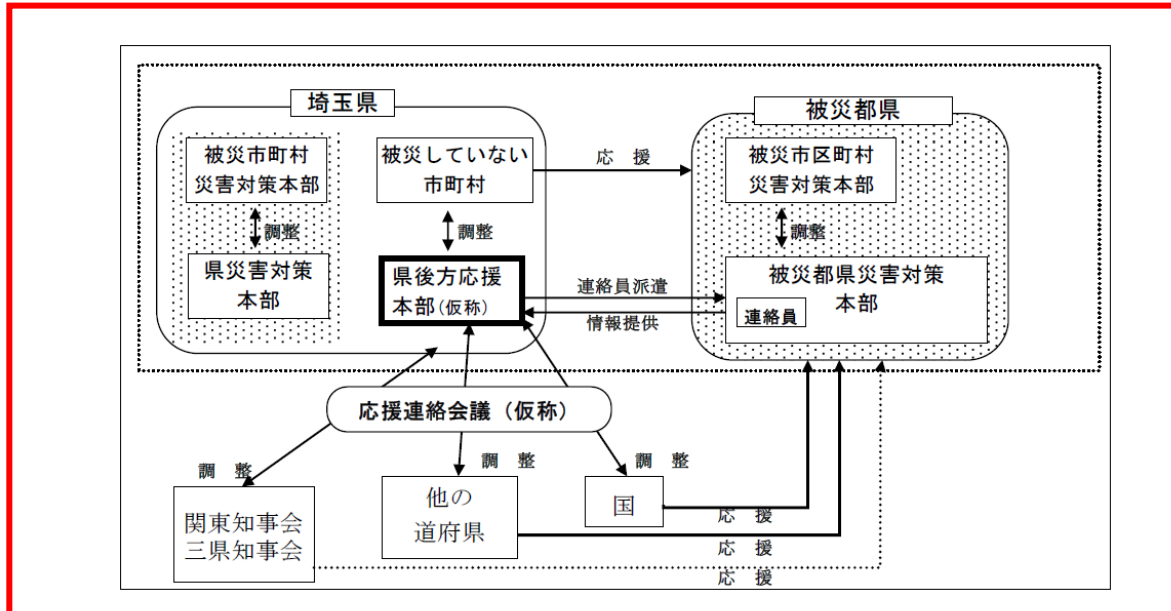 埼玉県
被災都県
被災市町村
災害対策本部
被災していない
市町村
応　援
被災市区町村
災害対策本部
調整
調整
調整
県災害対策
本部
県後方応援
本部(仮称)
連絡員派遣
情報提供
被災都県災害対策
本部
連絡員
応援連絡会議（仮称）
調　整
調　整
調　整
関東知事会
三県知事会
他の
道府県
国
応　援
応　援
応　援